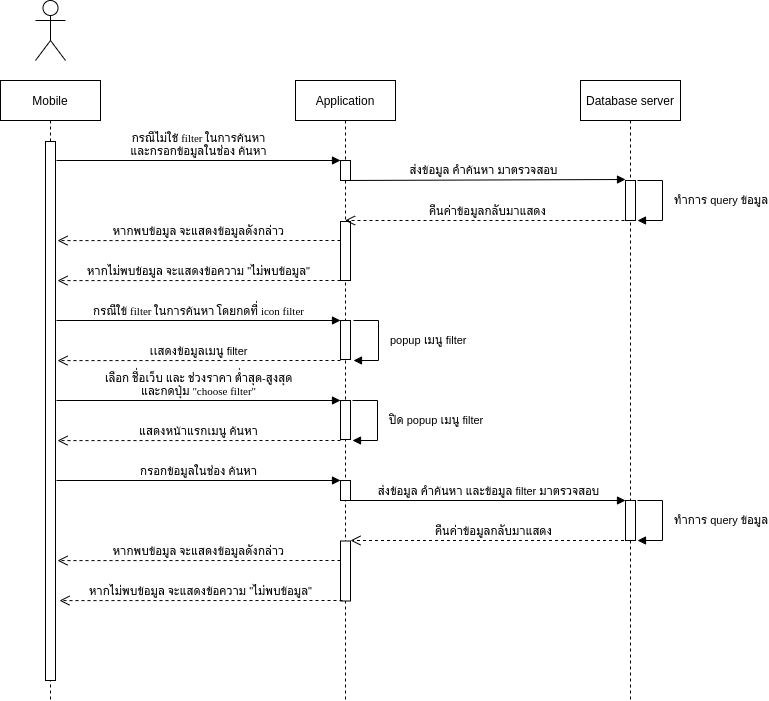 Mobile
Application
Database server
กรณีไม่ใช้ filter ในการค้นหา
และกรอกข้อมูลในช่อง ค้นหา
ส่งข้อมูล คำค้นหา มาตรวจสอบ
ทำการ query ข้อมูล
คืนค่าข้อมูลกลับมาแสดง
หากพบข้อมูล จะแสดงข้อมูลดังกล่าว
หากไม่พบข้อมูล จะแสดงข้อความ "ไม่พบข้อมูล"
กรณีใช้ filter ในการค้นหา โดยกดที่ icon filter
popup เมนู filter
เเสดงข้อมูลเมนู filter
เลือก ชื่อเว็บ และ ช่วงราคา ต่ำสุด-สูงสุด
และกดปุ่ม "choose filter"
ปิด popup เมนู filter
แสดงหน้าแรกเมนู ค้นหา
กรอกข้อมูลในช่อง ค้นหา
ส่งข้อมูล คำค้นหา และข้อมูล filter มาตรวจสอบ
ทำการ query ข้อมูล
คืนค่าข้อมูลกลับมาแสดง
หากพบข้อมูล จะแสดงข้อมูลดังกล่าว
หากไม่พบข้อมูล จะแสดงข้อความ "ไม่พบข้อมูล"